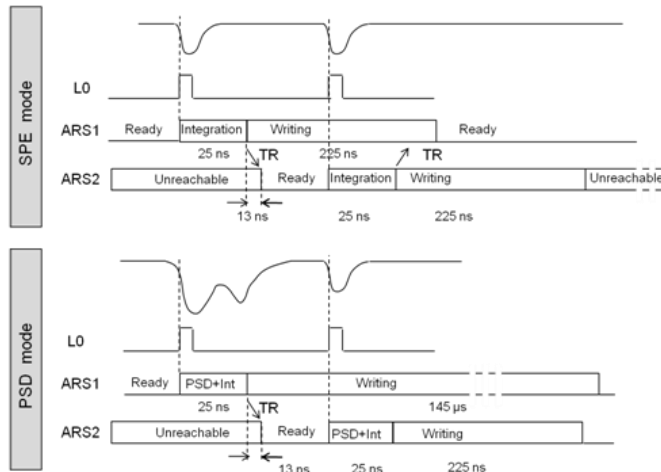 SPE mode
L0
ARS1 Ready Integration Writing Ready
25 ns TR 225 ns TR
ARS2 Unreachable Ready Integration Writing Unreachable
13 ns 25 ns 225 ns
PSD mode
L0
ARS1 Ready PSD+Int Writing
25 ns TR 145 µs
ARS2 Unreachable Ready PSD+Int Writing
13 ns 25 ns 225 ns